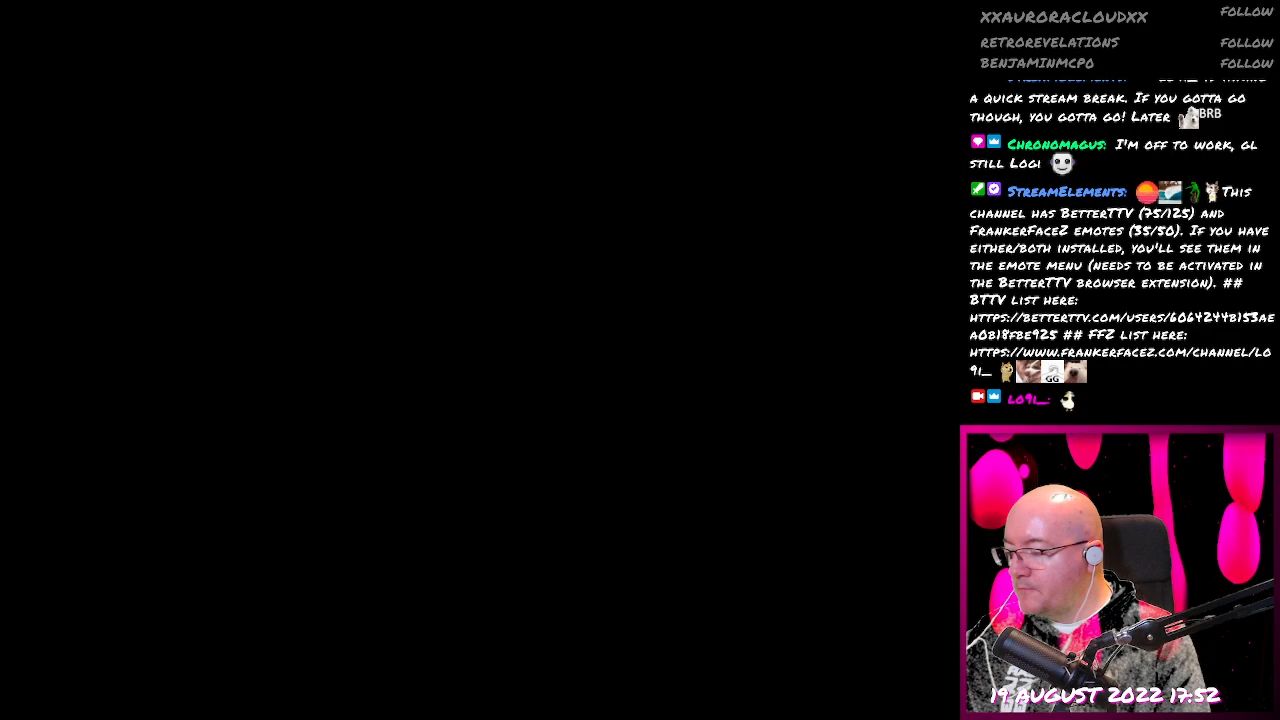 XXAURORACLOUDXX FOLLOW
RETROREVELATIONS FOLLOW
BENJAMINMCPO FOLLOW
A QUICK STREAM BREAK. IF YOU GOTTA GO
THOUGH, YOU GOTTA GO! LATER BRB
CHRONOMAGUS: I'M OFF TO WORK, GL
STILL LOGI
STREAMELEMENTS: THIS
CHANNEL HAS BETTERTTV (75/125) AND
FRANKERFACEZ EMOTES (35/50). IF YOU HAVE
EITHER/BOTH INSTALLED, YOU'LL SEE THEM IN
THE EMOTE MENU (NEEDS TO BE ACTIVATED IN
THE BETTERTTV BROWSER EXTENSION). ##
BTTV LIST HERE:
HTTPS://BETTERTTV.COM/USERS/6064244B153AE
A0B18FBE925 ## FFZ LIST HERE:
HTTPS://WWW.FRANKERFACEZ.COM/CHANNEL/LO
9I_ GG
LO9I_:
19 AUGUST 2022 17:52